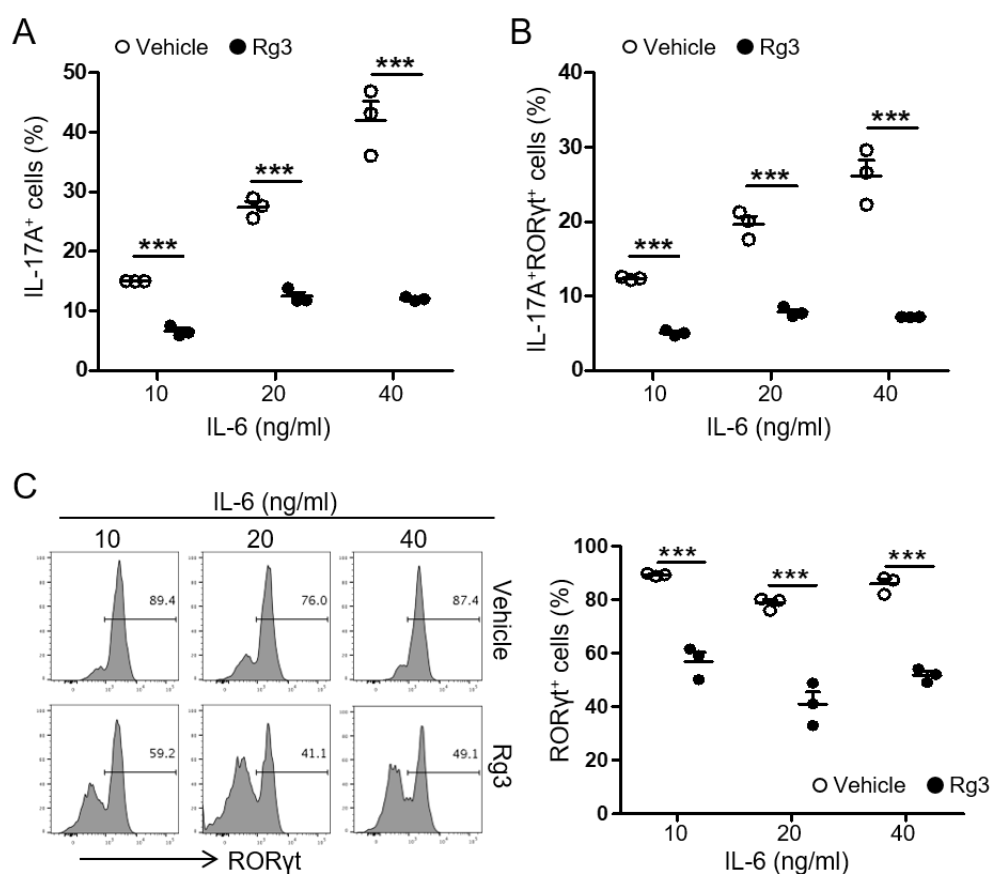 A
○ Vehicle ● Rg3
IL-17A⁺ cells (%)
50
40
30
20
10
0
***
***
***
10 20 40
IL-6 (ng/ml)
B
○ Vehicle ● Rg3
IL-17A⁺RORγt⁺ cells (%)
40
30
20
10
0
***
***
***
10 20 40
IL-6 (ng/ml)
C
IL-6 (ng/ml)
10 20 40
89.4 76.0 87.4
Vehicle
59.2 41.1 49.1
Rg3
RORγt
RORγt⁺ cells (%)
100
80
60
40
20
0
***
***
***
○ Vehicle ● Rg3
10 20 40
IL-6 (ng/ml)